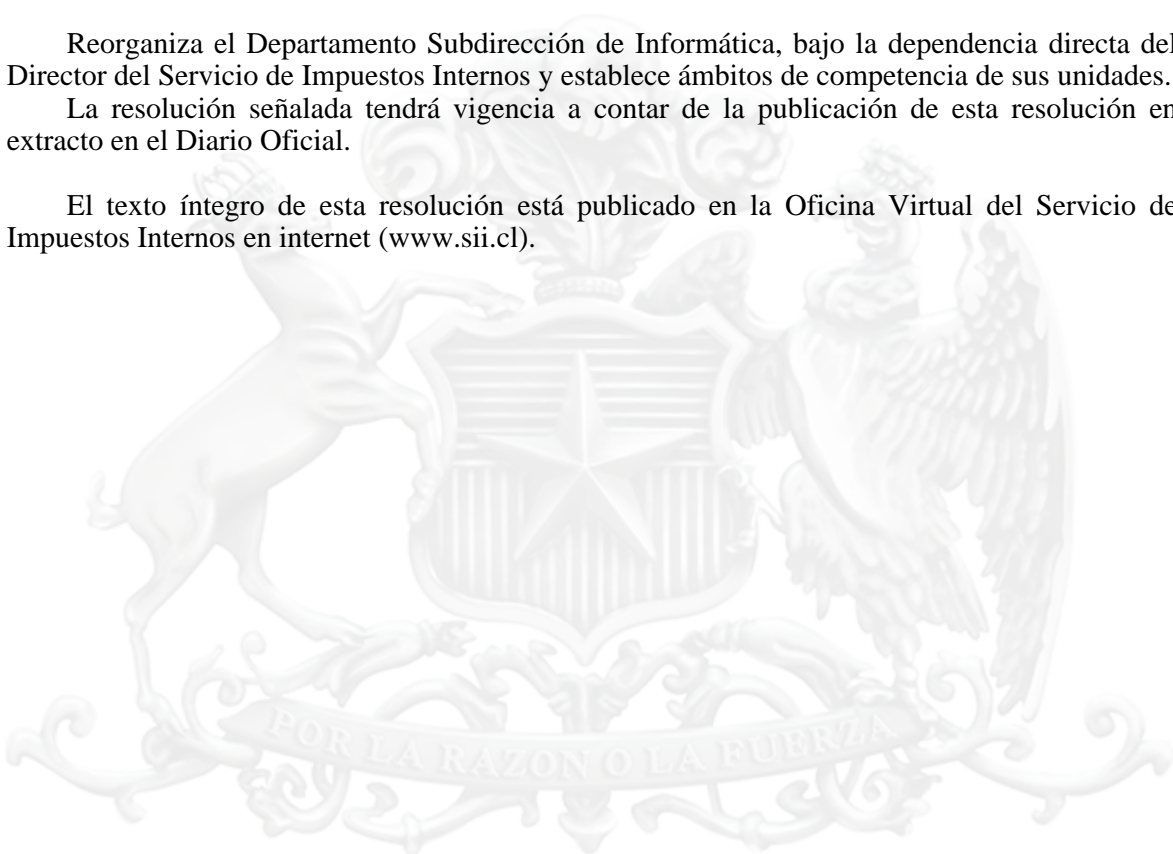 Reorganiza el Departamento Subdirección de Informática, bajo la dependencia directa del
Director del Servicio de Impuestos Internos y establece ámbitos de competencia de sus unidades.
La resolución señalada tendrá vigencia a contar de la publicación de esta resolución en
extracto en el Diario Oficial.
El texto íntegro de esta resolución está publicado en la Oficina Virtual del Servicio de
Impuestos Internos en internet (www.sii.cl).
POR LA RAZON O LA FUERZA